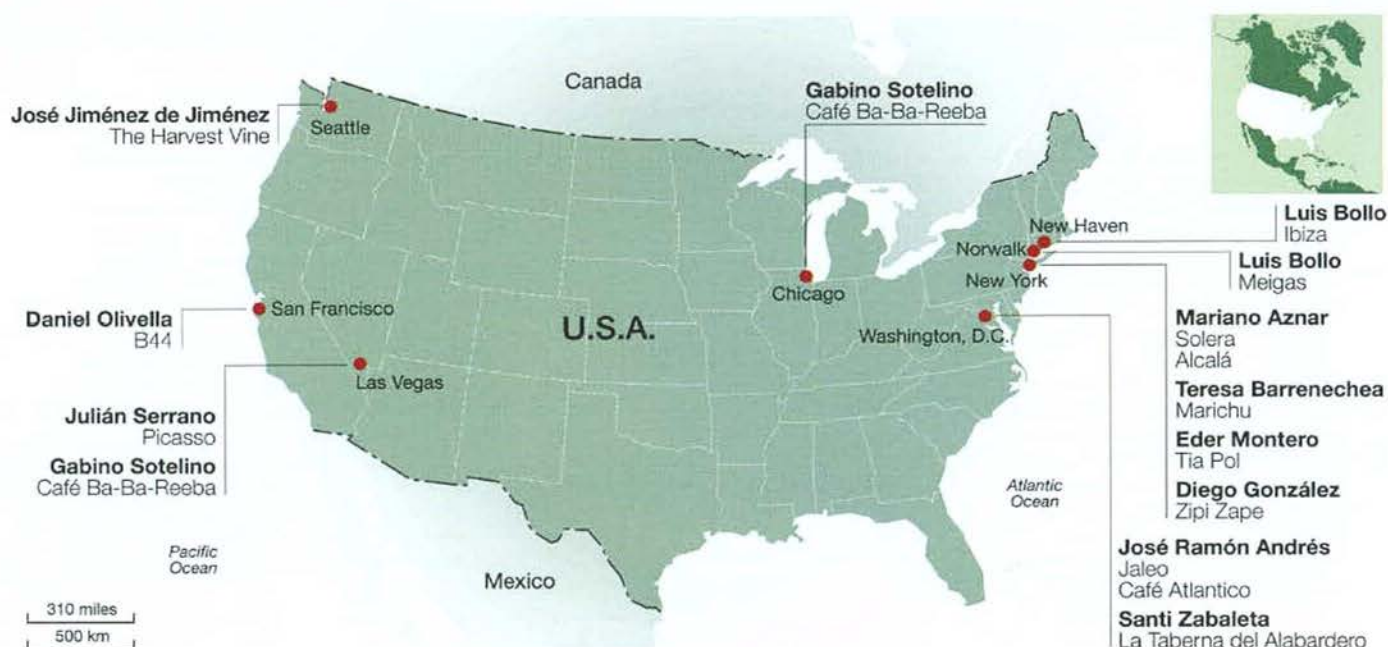 Canada
José Jiménez de Jiménez
The Harvest Vine
Seattle
Gabino Sotelino
Café Ba-Ba-Reeba
Luis Bollo
Ibiza
New Haven
Norwalk
Luis Bollo
Meigas
New York
Chicago
Daniel Olivella
B44
San Francisco
U.S.A.
Washington, D.C.
Mariano Aznar
Solera
Alcalá
Las Vegas
Teresa Barrenechea
Marichu
Julián Serrano
Picasso
Eder Montero
Tia Pol
Gabino Sotelino
Café Ba-Ba-Reeba
Diego González
Zipi Zape
Atlantic
Ocean
Pacific
Ocean
Mexico
José Ramón Andrés
Jaleo
Café Atlantico
Santi Zabaleta
La Taberna del Alabardero
310 miles
500 km